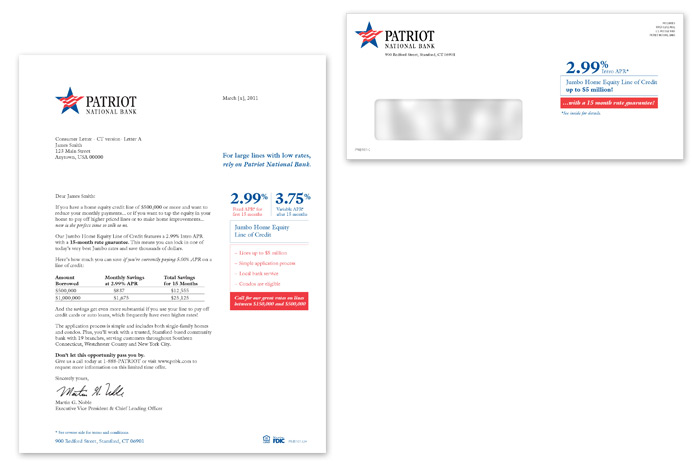 PATRIOT
NATIONAL BANK
March [x], 2011
Consumer Letter - CT version Letter A
James Smith
123 Main Street
Anytown, USA 00000
For large lines with low rates,
rely on Patriot National Bank.
Dear James Smith:
If you have a home equity credit line of $500,000 or more and want to
reduce your monthly payments... or if you want to tap the equity in your
home to pay off higher priced lines or to make home improvements...
now is the perfect time to talk to us.
Our Jumbo Home Equity Line of Credit features a 2.99% Intro APR
with a 15-month rate guarantee. This means you can lock in one of
today's very best Jumbo rates and save thousands of dollars.
Here's how much you can save if you're currently paying 5.00% APR on a
line of credit:
Amount Borrowed Monthly Savings at 2.99% APR Total Savings for 15 Months
$500,000 $837 $12,555
$1,000,000 $1,675 $25,125
And the savings get even more substantial if you use your line to pay off
credit cards or auto loans, which frequently have even higher rates!
The application process is simple and includes both single-family homes
and condos. Plus, you'll work with a trusted, Stamford based community
bank with 19 branches, serving customers throughout Southern
Connecticut, Westchester County and New York City.
Don't let this opportunity pass you by.
Give us a call today at 1-888-PATRIOT or visit www.pnbk.com to
request more information on this limited time offer.
Sincerely yours,
Martin G. Noble
Martin G. Noble
Executive Vice President & Chief Lending Officer
2.99% 3.75%
Fixed APR* for first 15 months
Variable APR* after 15 months
Jumbo Home Equity
Line of Credit
- Lines up to $5 million
- Simple application process
- Local bank service
- Condos are eligible
Call for our great rates on lines
between $150,000 and $500,000
* See reverse side for terms and conditions.
900 Bedford Street, Stamford, CT 06901
FDIC
PATRIOT
NATIONAL BANK
900 Bedford Street, Stamford, CT 06901
2.99% Intro APR*
Jumbo Home Equity Line of Credit
up to $5 million!
...with a 15 month rate guarantee!
*See inside for details.